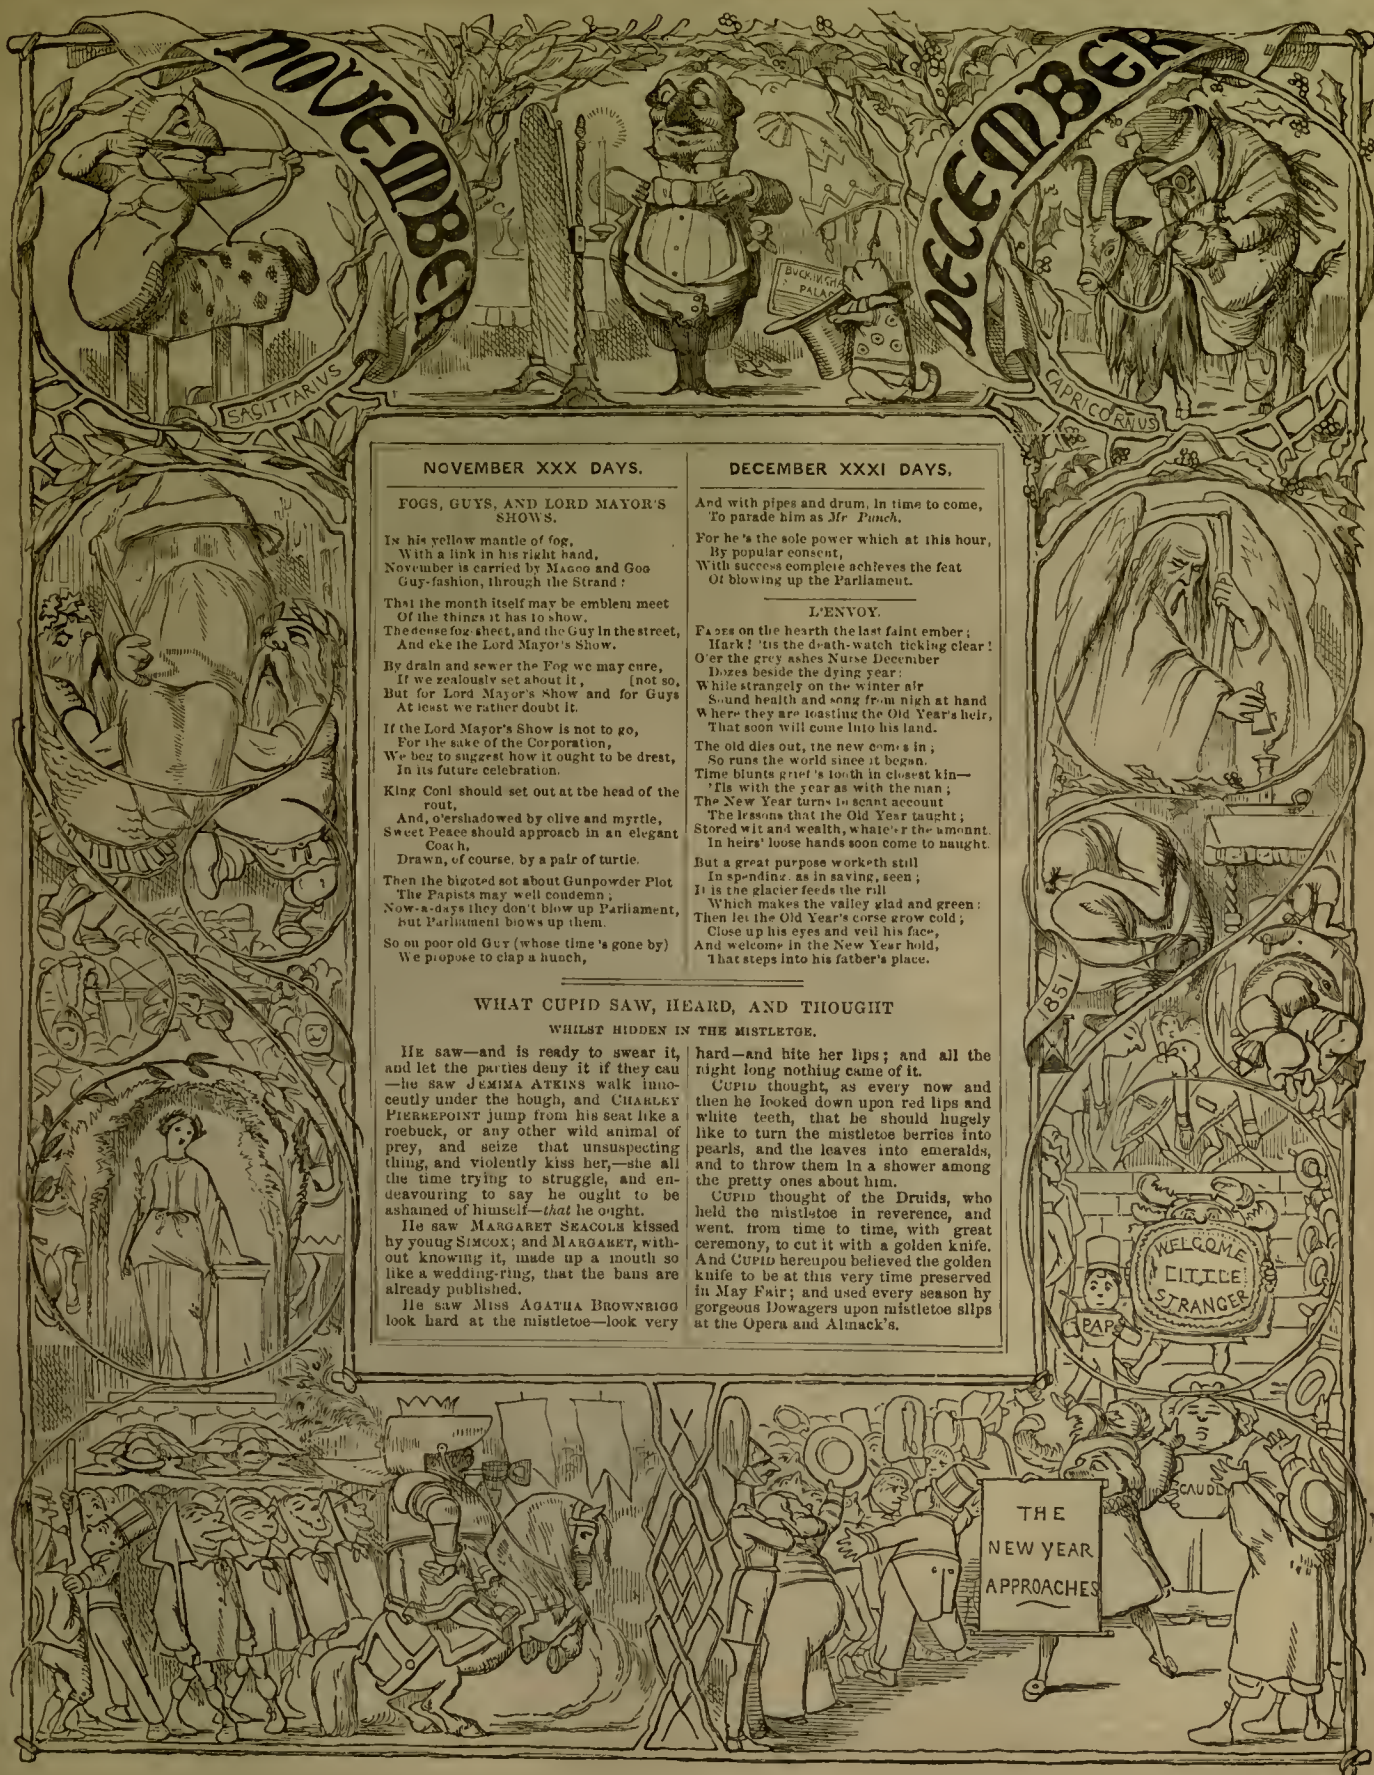 NOVEMBER
DECEMBER
BUCKINGHAM
PALACE
SAGITTARIUS
CAPRICORNUS
NOVEMBER XXX DAYS.
FOGS, GUYS, AND LORD MAYOR'S
SHOWS.
IN his yellow mantle of fog,
With a link in his right hand,
November is carried by MAGOG and GOG
Guy-fashion, through the Strand:
That the month itself may be emblem meet
Of the things it has to show.
The dense fog-sheet, and the Guy in the street,
And eke the Lord Mayor's Show.
By drain and sewer the Fog we may cure,
If we zealously set about it, [not so,
But for Lord Mayor's Show and for Guys
At least we rather doubt it.
If the Lord Mayor's Show is not to go,
For the sake of the Corporation,
We beg to suggest how it ought to be drest,
In its future celebration.
King Coal should set out at the head of the
rout,
And, o'ershadowed by olive and myrtle,
Sweet Peace should approach in an elegant
Coach,
Drawn, of course, by a pair of turtle.
Then the bigoted sot about Gunpowder Plot
The Papists may well condemn;
Now-a-days they don't blow up Parliament,
but Parliament blows up them.
So on poor old GUY (whose time's gone by)
We propose to clap a hunch,
DECEMBER XXXI DAYS.
And with pipes and drum, in time to come,
To parade him as Mr Punch.
For he's the sole power which at this hour,
By popular consent,
With success complete achieves the feat
Of blowing up the Parliament.
L'ENVOY.
FADES on the hearth the last faint ember;
Hark! 'tis the death-watch ticking clear!
O'er the grey ashes Nurse December
Dozes beside the dying year:
While strangely on the winter air
Sound health and song from nigh at hand
Where they are toasting the Old Year's heir,
That soon will come into his land.
The old dies out, the new comes in;
So runs the world since it began.
Time blunts grief's tooth in closest kin—
'Tis with the year as with the man;
The New Year turns to scant account
The lessons that the Old Year taught;
Stored wit and wealth, whate'er the amount.
In heirs' loose hands soon come to naught.
But a great purpose worketh still
In spending, as in saving, seen;
It is the glacier feeds the rill
Which makes the valley glad and green:
Then let the Old Year's corse grow cold;
Close up his eyes and veil his face,
And welcome in the New Year hold,
That steps into his father's place.
WHAT CUPID SAW, HEARD, AND THOUGHT
WHILST HIDDEN IN THE MISTLETOE.
HE saw—and is ready to swear it,
and let the parties deny it if they can
—he saw JEMIMA ATKINS walk inno-
cently under the bough, and CHARLEY
PIERREPOINT jump from his seat like a
roebuck, or any other wild animal of
prey, and seize that unsuspecting
thing, and violently kiss her,—she all
the time trying to struggle, and en-
deavouring to say he ought to be
ashamed of himself—that he ought.
He saw MARGARET SEACOLE kissed
by young SIMCOX; and MARGARET, with-
out knowing it, made up a mouth so
like a wedding-ring, that the bans are
already published.
He saw MISS AGATHA BROWNRIGG
look hard at the mistletoe—look very
hard—and bite her lips; and all the
night long nothing came of it.
CUPID thought, as every now and
then he looked down upon red lips and
white teeth, that he should hugely
like to turn the mistletoe berries into
pearls, and the leaves into emeralds,
and to throw them in a shower among
the pretty ones about him.
CUPID thought of the Druids, who
held the mistletoe in reverence, and
went, from time to time, with great
ceremony, to cut it with a golden knife.
And CUPID hereupon believed the golden
knife to be at this very time preserved
in May Fair; and used every season by
gorgeous Dowagers upon mistletoe slips
at the Opera and Almack's.
1851
WELCOME
LITTLE
STRANGER
PAP
CAUDLE
THE
NEW YEAR
APPROACHES